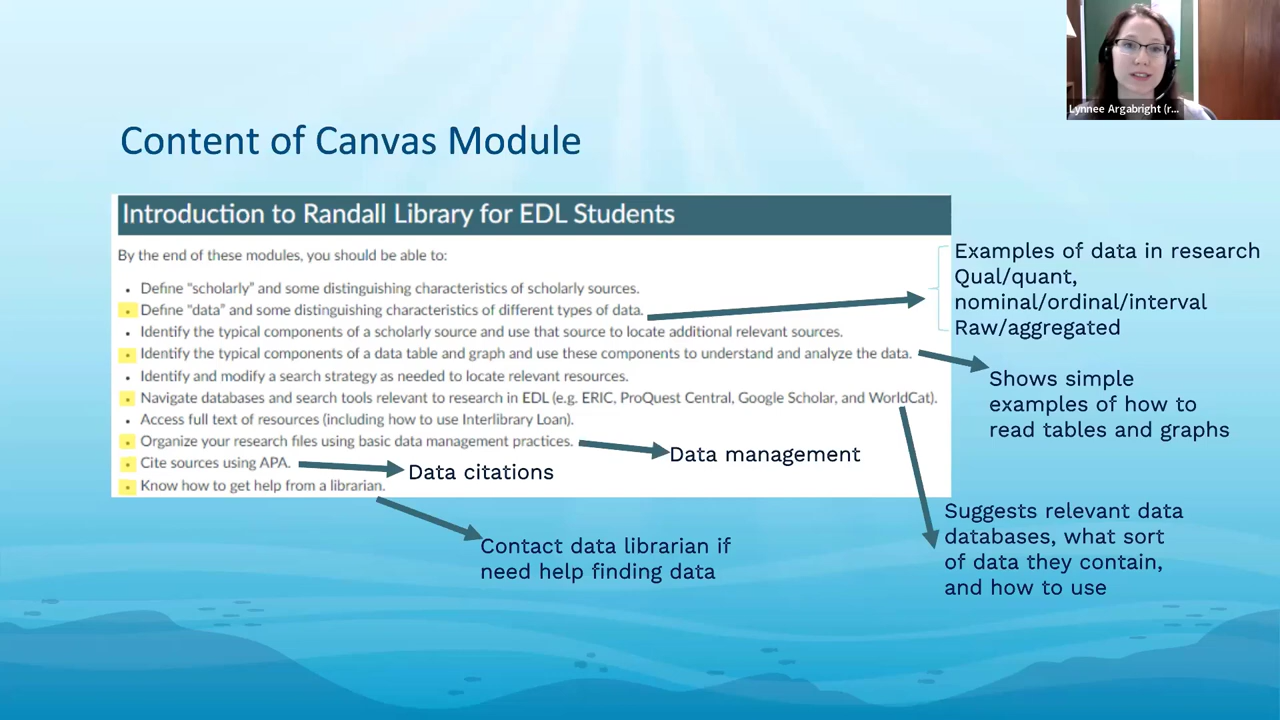 Lynnee Argabright (r...
Content of Canvas Module
Introduction to Randall Library for EDL Students
By the end of these modules, you should be able to:
• Define “scholarly” and some distinguishing characteristics of scholarly sources.
• Define “data” and some distinguishing characteristics of different types of data.
• Identify the typical components of a scholarly source and use that source to locate additional relevant sources.
• Identify the typical components of a data table and graph and use these components to understand and analyze the data.
• Identify and modify a search strategy as needed to locate relevant resources.
• Navigate databases and search tools relevant to research in EDL (e.g. ERIC, ProQuest Central, Google Scholar, and WorldCat).
• Access full text of resources (including how to use Interlibrary Loan).
• Organize your research files using basic data management practices.
• Cite sources using APA.
• Know how to get help from a librarian.
Examples of data in research
Qual/quant,
nominal/ordinal/interval
Raw/aggregated
Shows simple
examples of how to
read tables and graphs
Data management
Data citations
Suggests relevant data
databases, what sort
of data they contain,
and how to use
Contact data librarian if
need help finding data